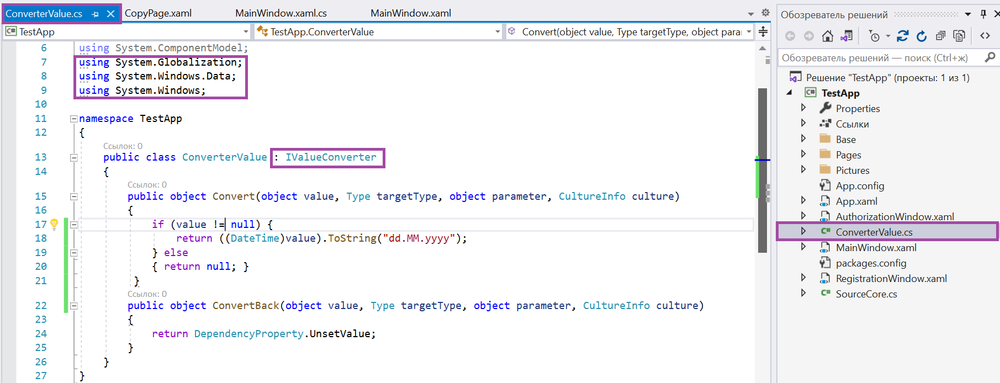 ConverterValue.cs
CopyPage.xaml
MainWindow.xaml.cs
MainWindow.xaml
TestApp
TestApp.ConverterValue
Convert(object value, Type targetType, object para
6 using System.ComponentModel;
7 using System.Globalization;
8 using System.Windows.Data;
9 using System.Windows;
10
11 namespace TestApp
12 {
Ссылок: 0
13 public class ConverterValue : IValueConverter
14 {
Ссылок: 0
15 public object Convert(object value, Type targetType, object parameter, CultureInfo culture)
16 {
17 if (value != null) {
18 return ((DateTime)value).ToString("dd.MM.yyyy");
19 } else
20 { return null; }
21 }
Ссылок: 0
22 public object ConvertBack(object value, Type targetType, object parameter, CultureInfo culture)
23 {
24 return DependencyProperty.UnsetValue;
25 }
26 }
27 }
Обозреватель решений
Обозреватель решений — поиск (Ctrl+ж)
Решение "TestApp" (проекты: 1 из 1)
C# TestApp
Properties
Ссылки
Base
Pages
Pictures
App.config
App.xaml
AuthorizationWindow.xaml
C# ConverterValue.cs
MainWindow.xaml
packages.config
RegistrationWindow.xaml
C# SourceCore.cs